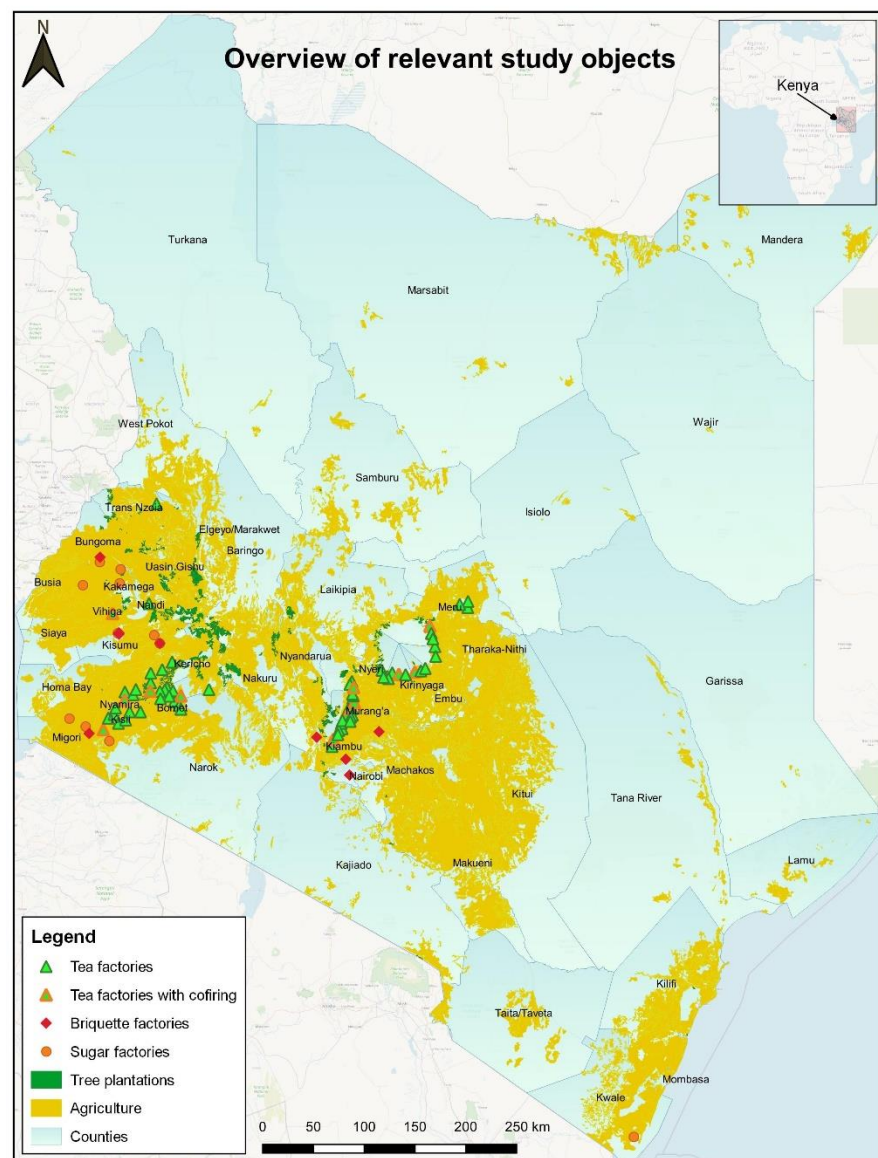 N
Overview of relevant study objects
Kenya
Mandera
Turkana
Marsabit
Wajir
West Pokot
Samburu
Trans Nzoia
Isiolo
Elgeyo/Marakwet
Bungoma
Baringo
Uasin Gishu
Busia
Kakamega
Laikipia
Nandi
Meru
Vihiga
Siaya
Kisumu
Tharaka-Nithi
Nyandarua
Kericho
Nyeri
Garissa
Homa Bay
Nakuru
Kirinyaga
Embu
Nyamira
Bomet
Murang'a
Kisii
Migori
Kiambu
Narok
Nairobi
Machakos
Kitui
Tana River
Kajiado
Makueni
Lamu
Kilifi
Taita/Taveta
Mombasa
Kwale
Legend
Tea factories
Tea factories with cofiring
Briquette factories
Sugar factories
Tree plantations
Agriculture
Counties
0 50 100 150 200 250 km